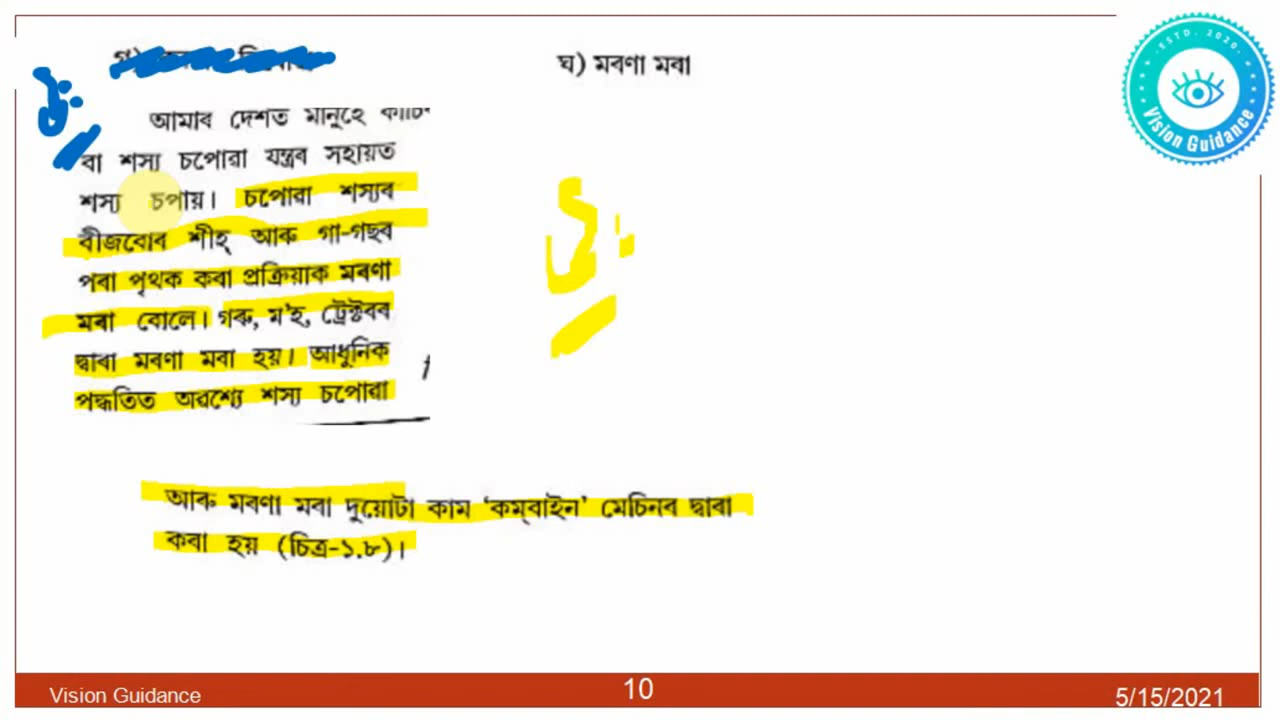 ঘ) মৰণা মৰা
আমাৰ দেশত মানুহে কাচি
বা শস্য চপোৱা যন্ত্ৰৰ সহায়ত
শস্য চপায়। চপোৱা শস্যৰ
বীজবোৰ শীহ্ আৰু গা-গছৰ
পৰা পৃথক কৰা প্ৰক্ৰিয়াক মৰণা
মৰা বোলে। গৰু, ম'হ, ট্ৰেক্টৰৰ
দ্বাৰা মৰণা মৰা হয়। আধুনিক
পদ্ধতিত অৱশ্যে শস্য চপোৱা
আৰু মৰণা মৰা দুয়োটা কাম ‘কম্বাইন’ মেচিনৰ দ্বাৰা
কৰা হয় (চিত্ৰ-১.৮)।
ESTD. 2020
Vision Guidance
Vision Guidance
10
5/15/2021